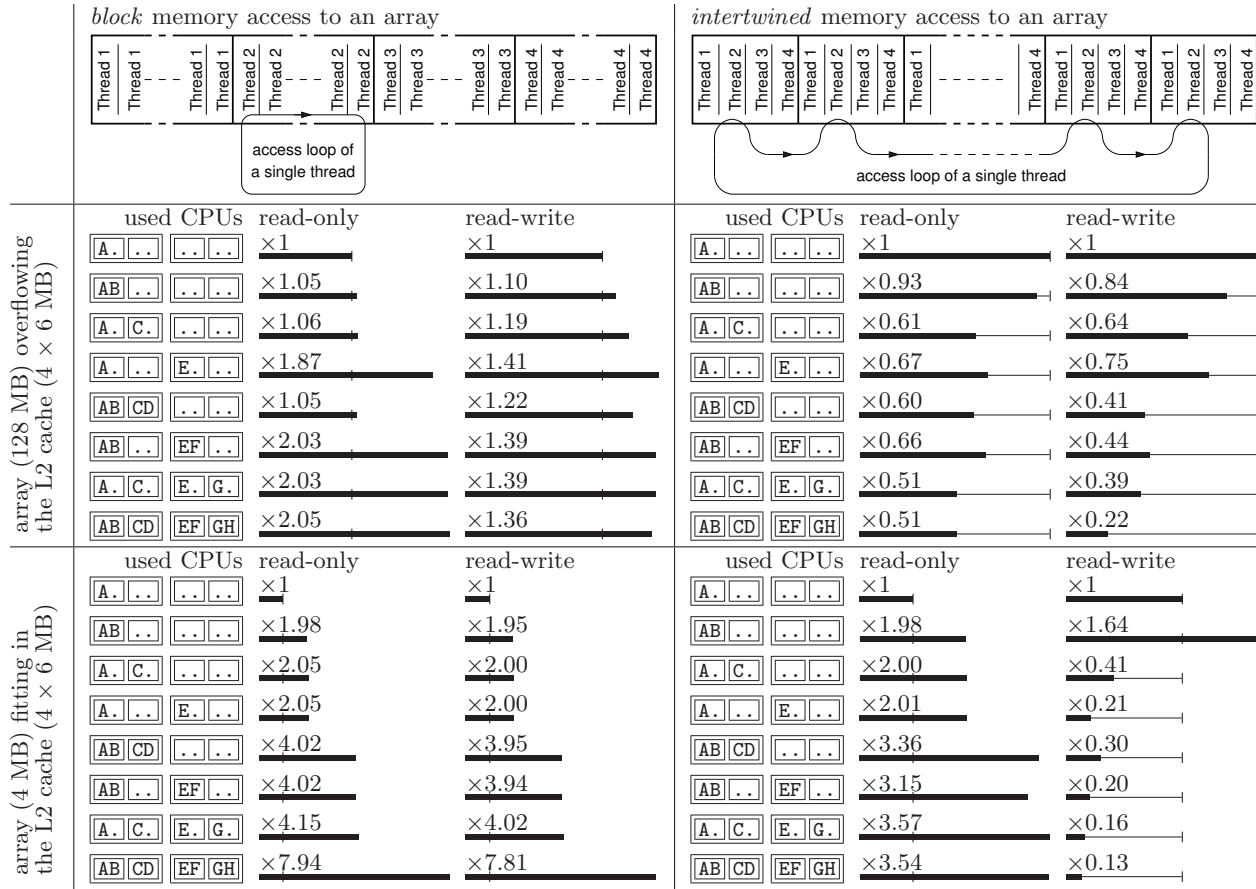 block memory access to an array
intertwined memory access to an array
Thread 1 Thread 1 Thread 1 Thread 1 Thread 2 Thread 2 Thread 2 Thread 2 Thread 3 Thread 3 Thread 3 Thread 3 Thread 4 Thread 4 Thread 4 Thread 4
Thread 1 Thread 2 Thread 3 Thread 4 Thread 1 Thread 2 Thread 3 Thread 4 Thread 1 Thread 4 Thread 1 Thread 2 Thread 3 Thread 4 Thread 1 Thread 2 Thread 3 Thread 4
access loop of
a single thread
access loop of a single thread
array (128 MB) overflowing
the L2 cache (4 × 6 MB)
used CPUs read-only read-write used CPUs read-only read-write
A. .. .. .. ×1 ×1 A. .. .. .. ×1 ×1
AB .. .. .. ×1.05 ×1.10 AB .. .. .. ×0.93 ×0.84
A. C. .. .. ×1.06 ×1.19 A. C. .. .. ×0.61 ×0.64
A. .. E. .. ×1.87 ×1.41 A. .. E. .. ×0.67 ×0.75
AB CD .. .. ×1.05 ×1.22 AB CD .. .. ×0.60 ×0.41
AB .. EF .. ×2.03 ×1.39 AB .. EF .. ×0.66 ×0.44
A. C. E. G. ×2.03 ×1.39 A. C. E. G. ×0.51 ×0.39
AB CD EF GH ×2.05 ×1.36 AB CD EF GH ×0.51 ×0.22
array (4 MB) fitting in
the L2 cache (4 × 6 MB)
used CPUs read-only read-write used CPUs read-only read-write
A. .. .. .. ×1 ×1 A. .. .. .. ×1 ×1
AB .. .. .. ×1.98 ×1.95 AB .. .. .. ×1.98 ×1.64
A. C. .. .. ×2.05 ×2.00 A. C. .. .. ×2.00 ×0.41
A. .. E. .. ×2.05 ×2.00 A. .. E. .. ×2.01 ×0.21
AB CD .. .. ×4.02 ×3.95 AB CD .. .. ×3.36 ×0.30
AB .. EF .. ×4.02 ×3.94 AB .. EF .. ×3.15 ×0.20
A. C. E. G. ×4.15 ×4.02 A. C. E. G. ×3.57 ×0.16
AB CD EF GH ×7.94 ×7.81 AB CD EF GH ×3.54 ×0.13